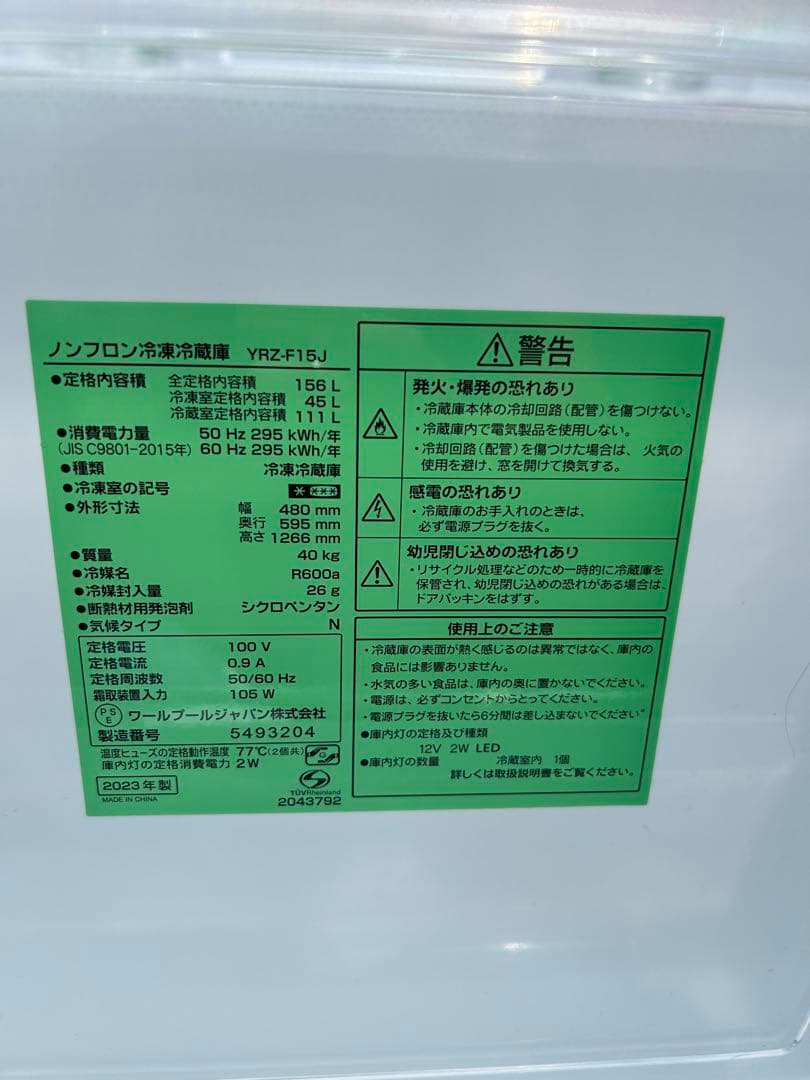 ノンフロン冷凍冷蔵庫 YRZ-F15J
●定格内容積 全定格内容積 156 L
冷凍室定格内容積 45 L
冷蔵室定格内容積 111 L
●消費電力量 50 Hz 295 kWh/年
(JIS C9801-2015年) 60 Hz 295 kWh/年
●種類 冷凍冷蔵庫
●冷凍室の記号
●外形寸法 幅 480 mm
奥行 595 mm
高さ 1266 mm
●質量 40 kg
●冷媒名 R600a
●冷媒封入量 26 g
●断熱材用発泡剤 シクロペンタン
●気候タイプ N
定格電圧 100 V
定格電流 0.9 A
定格周波数 50/60 Hz
霜取装置入力 105 W
PSE ワールプールジャパン株式会社
製造番号 5493204
温度ヒューズの定格動作温度 77℃(2個共)
庫内灯の定格消費電力 2 W
G
2023年製
MADE IN CHINA
TÜVRheinland
2043792
警告
発火・爆発の恐れあり
・冷蔵庫本体の冷却回路(配管)を傷つけない。
・冷蔵庫内で電気製品を使用しない。
・冷却回路(配管)を傷つけた場合は、火気の
使用を避け、窓を開けて換気する。
感電の恐れあり
・冷蔵庫のお手入れのときは、
必ず電源プラグを抜く。
幼児閉じ込めの恐れあり
・リサイクル処理などのため一時的に冷蔵庫を
保管され、幼児閉じ込めの恐れがある場合は、
ドアパッキンをはずす。
使用上のご注意
・冷蔵庫の表面が熱く感じるのは異常ではなく、庫内の
食品には影響ありません。
・水気の多い食品は、庫内の奥に置かないでください。
・電源は、必ずコンセントからとってください。
・電源プラグを抜いたら6分間は差し込まないでください。
●庫内灯の定格及び種類
12V 2W LED
●庫内灯の数量 冷蔵室内 1個
詳しくは取扱説明書をご覧ください。